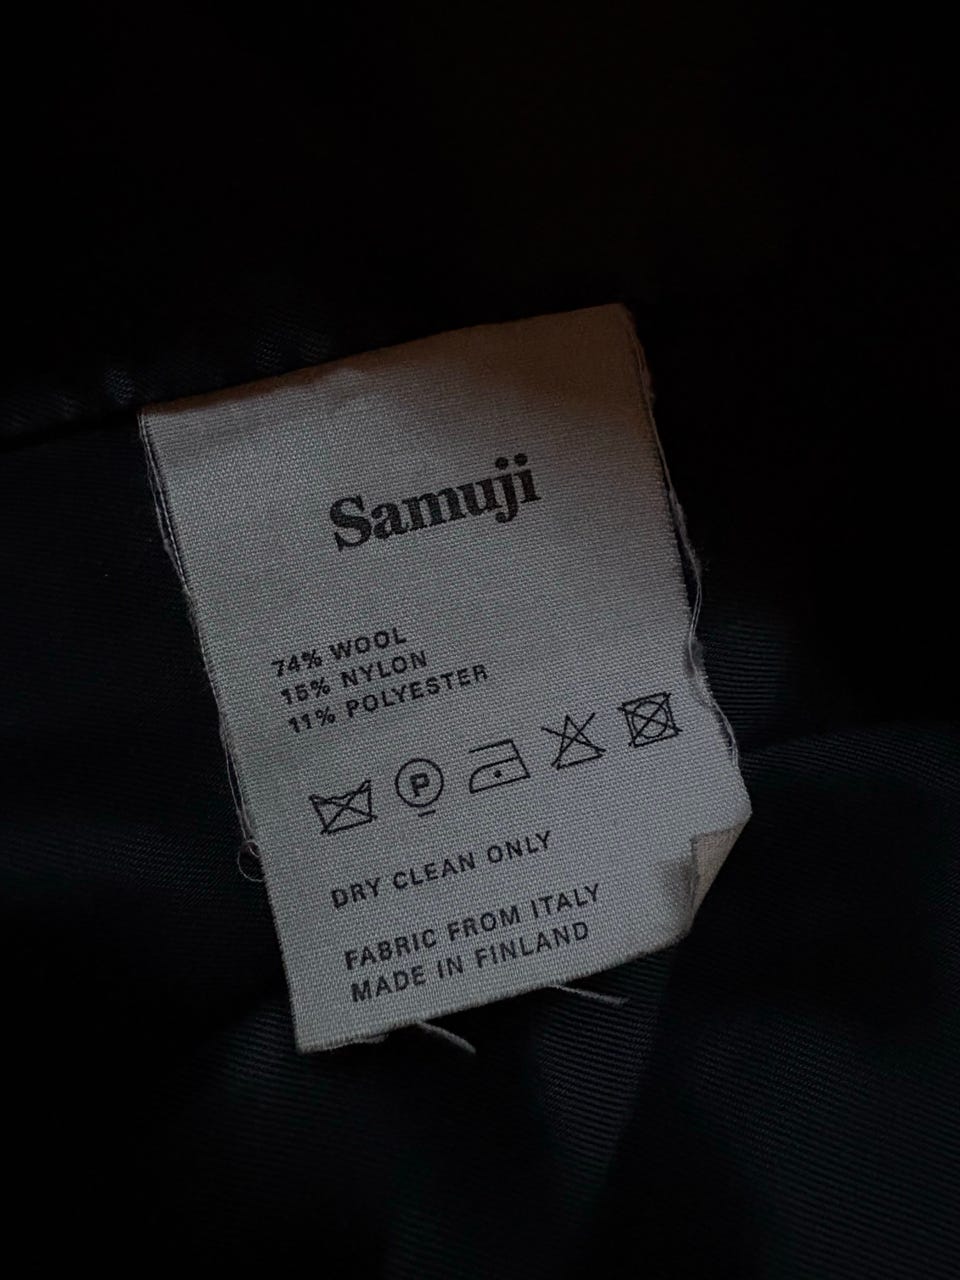 Samuji
74% WOOL
15% NYLON
11% POLYESTER
P
DRY CLEAN ONLY
FABRIC FROM ITALY
MADE IN FINLAND